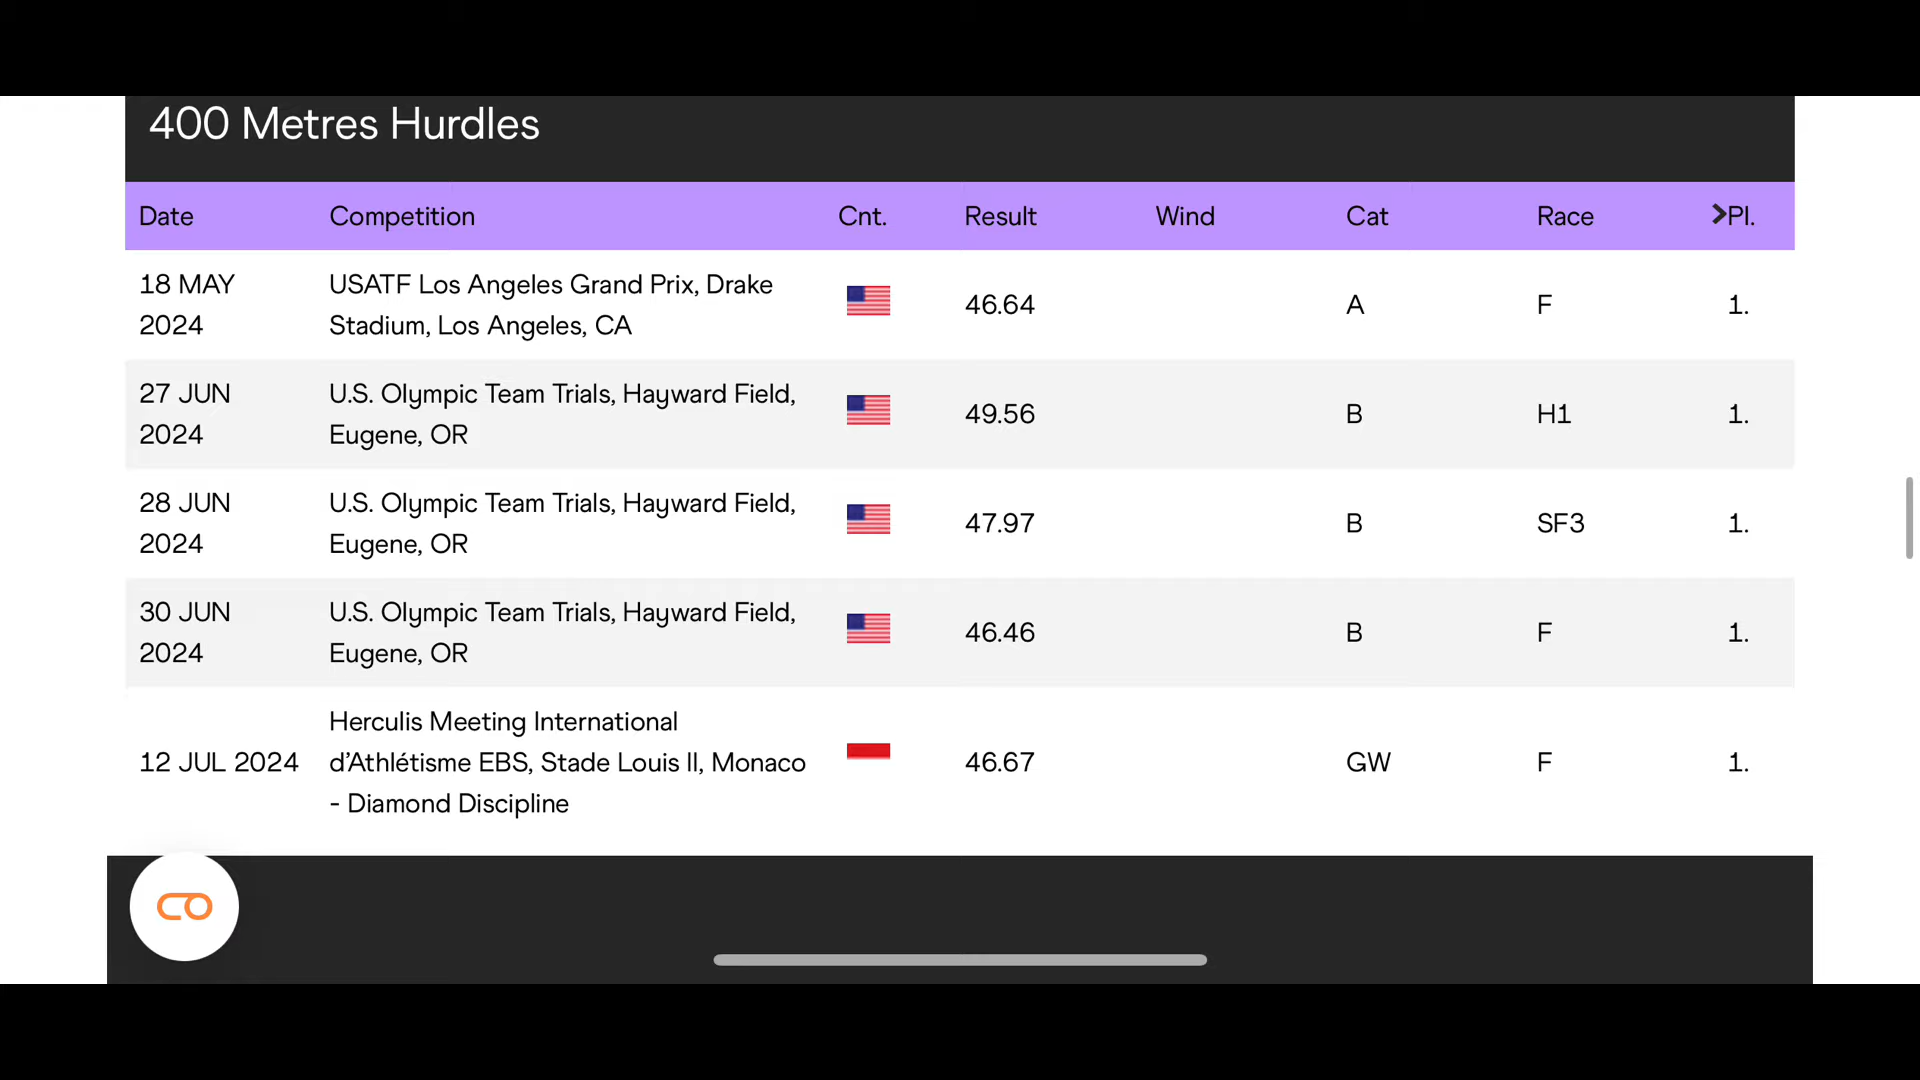 400 Metres Hurdles
Date Competition Cnt. Result Wind Cat Race >Pl.
18 MAY 2024 USATF Los Angeles Grand Prix, Drake Stadium, Los Angeles, CA 46.64 A F 1.
27 JUN 2024 U.S. Olympic Team Trials, Hayward Field, Eugene, OR 49.56 B H1 1.
28 JUN 2024 U.S. Olympic Team Trials, Hayward Field, Eugene, OR 47.97 B SF3 1.
30 JUN 2024 U.S. Olympic Team Trials, Hayward Field, Eugene, OR 46.46 B F 1.
12 JUL 2024 Herculis Meeting International d’Athlétisme EBS, Stade Louis II, Monaco - Diamond Discipline 46.67 GW F 1.